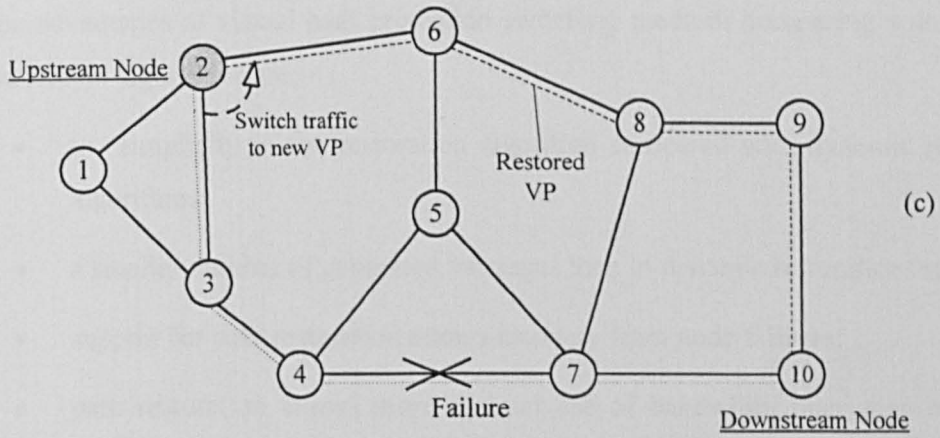 6
Upstream Node
2
Switch traffic
to new VP
8
9
1
Restored
VP
5
(c)
3
4
7
10
Failure
Downstream Node